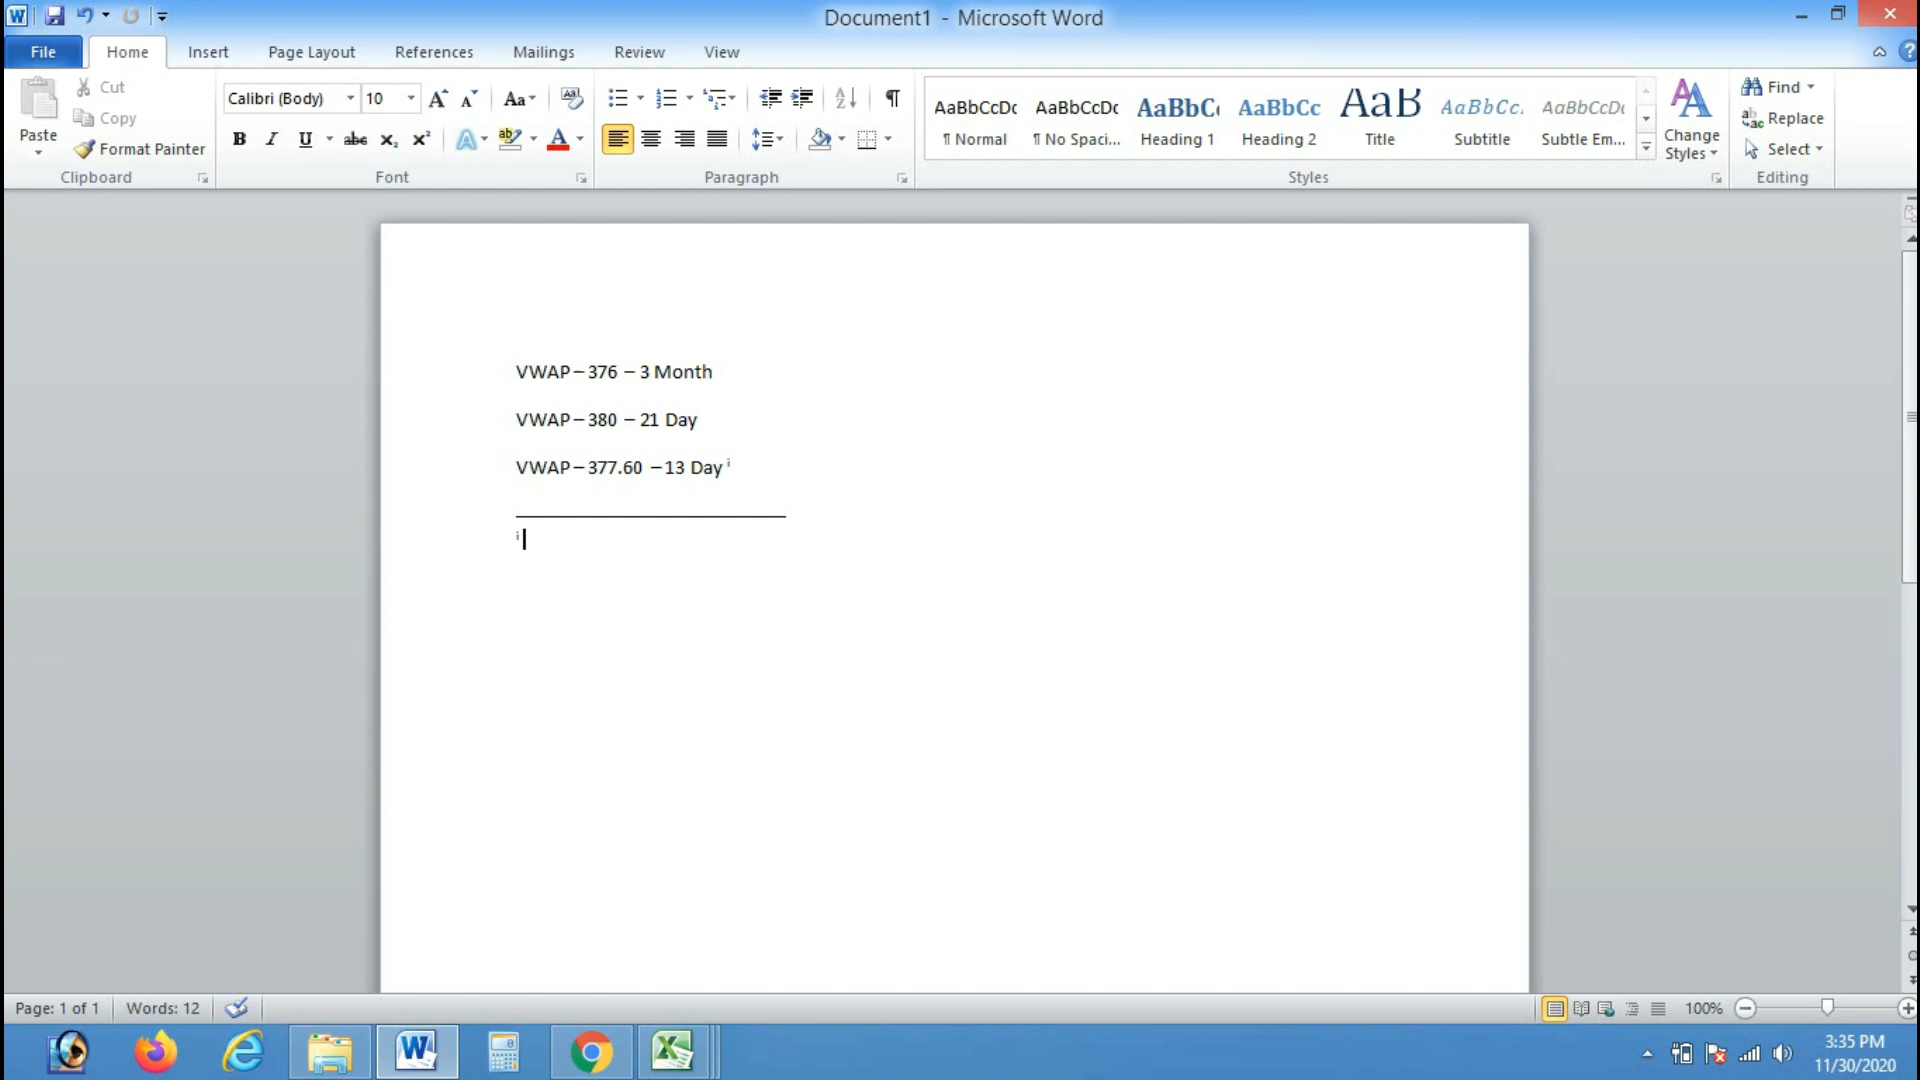 Document1 - Microsoft Word
File Home Insert Page Layout References Mailings Review View
Paste
Cut
Copy
Format Painter
Clipboard
Calibri (Body) 10
Font
Paragraph
AaBbCcDc AaBbCcDc AaBbC( AaBbCc AaB AaBbCc. AaBbCcDc
¶ Normal ¶ No Spaci... Heading 1 Heading 2 Title Subtitle Subtle Em...
Styles
Change Styles
Find
Replace
Select
Editing
VWAP – 376 – 3 Month
VWAP – 380 – 21 Day
VWAP – 377.60 – 13 Day i
i
Page: 1 of 1 Words: 12 100%
3:35 PM
11/30/2020